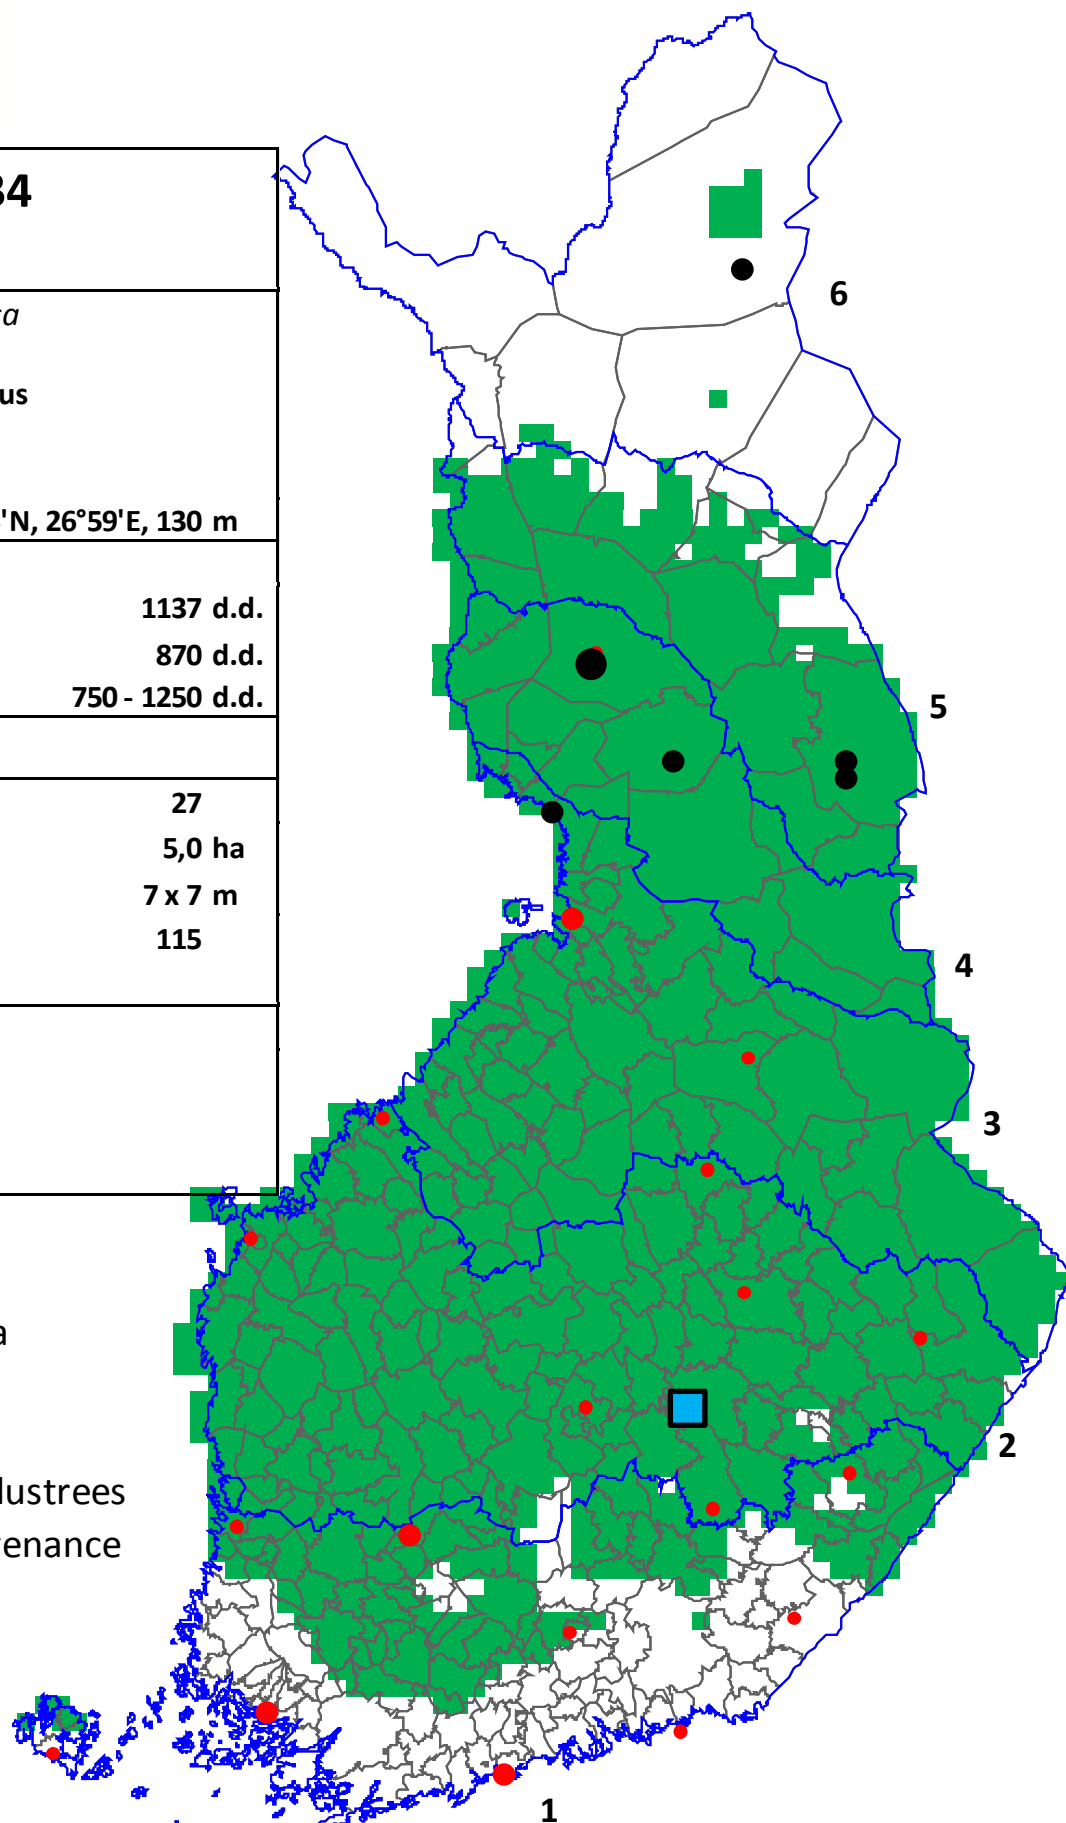 34
ca
us
'N, 26°59'E, 130 m
1137 d.d.
870 d.d.
750 - 1250 d.d.
27
5,0 ha
7 x 7 m
115
a
lustrees
enance
6
5
4
3
2
1